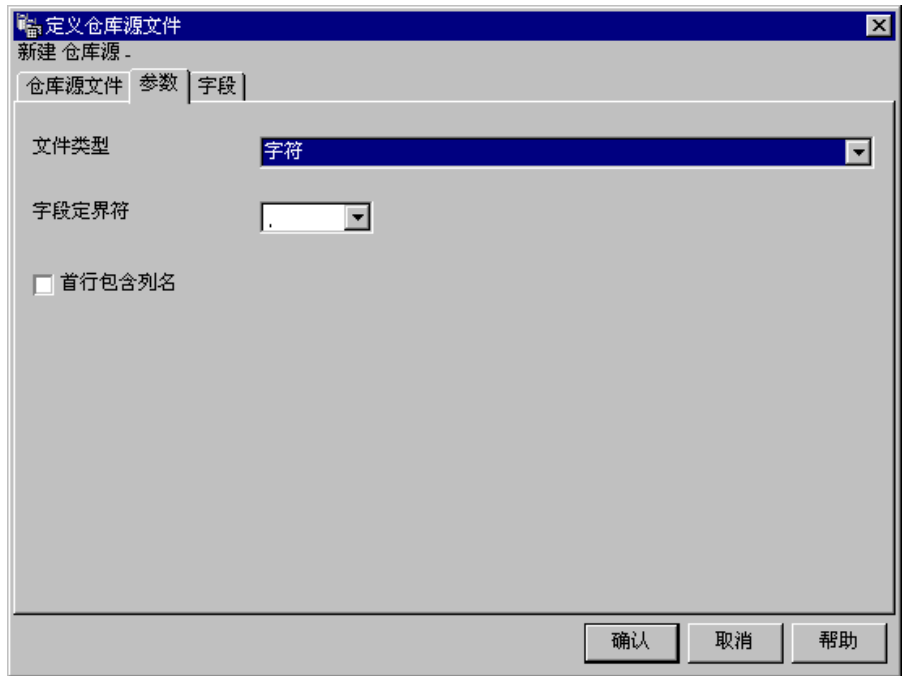 定义仓库源文件
新建 仓库源 -
仓库源文件 参数 字段
文件类型 字符
字段定界符 ,
首行包含列名
确认 取消 帮助